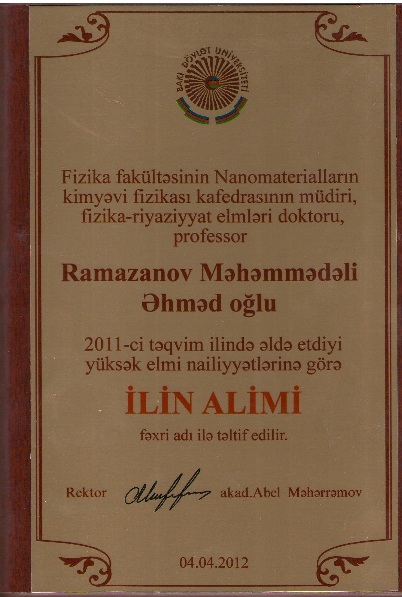 BAKI DÖVLƏT UNİVERSİTETİ
Fizika fakültəsinin Nanomaterialların
kimyəvi fizikası kafedrasının müdiri,
fizika-riyaziyyat elmləri doktoru,
professor
Ramazanov Məhəmmədəli
Əhməd oğlu
2011-ci təqvim ilində əldə etdiyi
yüksək elmi nailiyyətlərinə görə
İLİN ALİMİ
fəxri adı ilə təltif edilir.
Rektor akad.Abel Məhərrəmov
04.04.2012